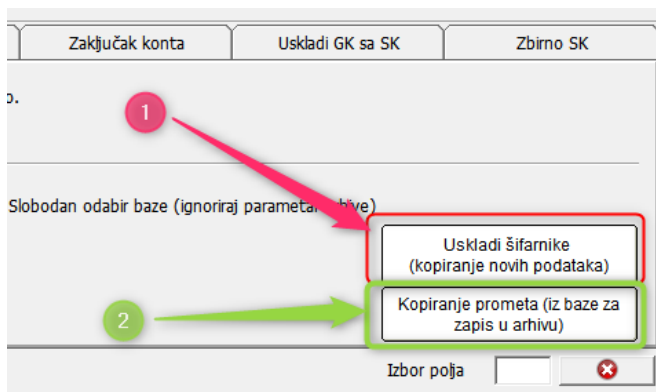 Zaključak konta
Uskladi GK sa SK
Zbirno SK
o.
1
Slobodan odabir baze (ignoriraj parametar
hive)
Uskladi šifarnike
(kopiranje novih podataka)
2
Kopiranje prometa (iz baze za
zapis u arhivu)
Izbor polja